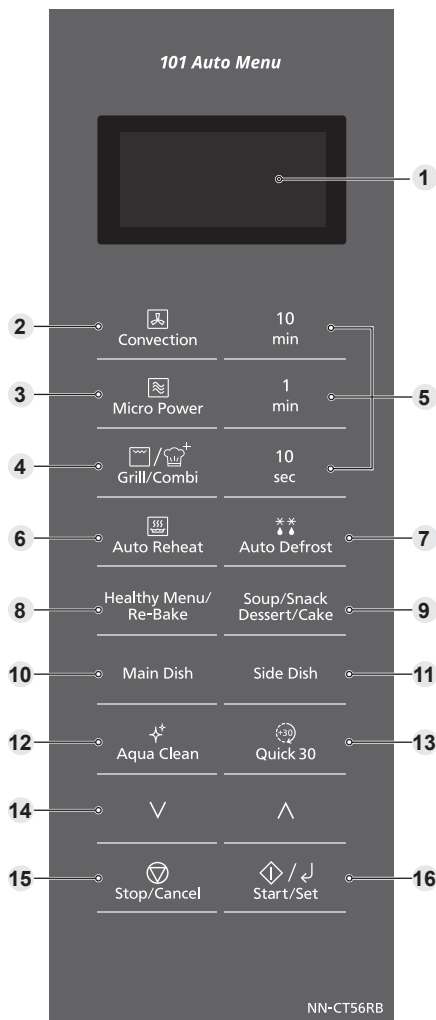 101 Auto Menu
1
2
Convection
10
min
3
Micro Power
1
min
5
4
Grill/Combi
10
sec
6
Auto Reheat
Auto Defrost
7
8
Healthy Menu/
Re-Bake
Soup/Snack
Dessert/Cake
9
10
Main Dish
Side Dish
11
12
Aqua Clean
+30
Quick 30
13
14
15
Stop/Cancel
Start/Set
16
NN-CT56RB